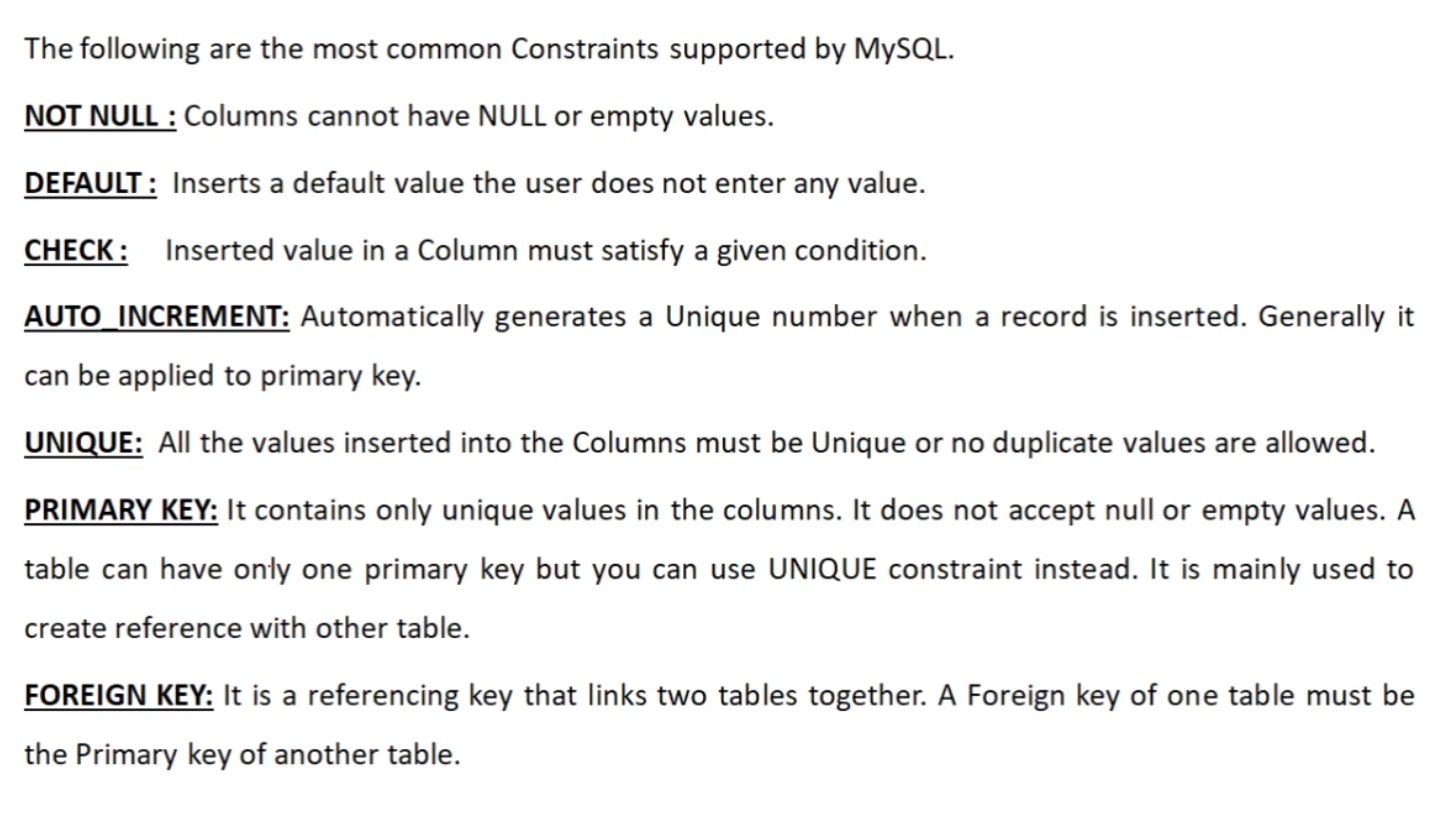 The following are the most common Constraints supported by MySQL.
NOT NULL : Columns cannot have NULL or empty values.
DEFAULT : Inserts a default value the user does not enter any value.
CHECK : Inserted value in a Column must satisfy a given condition.
AUTO_INCREMENT: Automatically generates a Unique number when a record is inserted. Generally it
can be applied to primary key.
UNIQUE: All the values inserted into the Columns must be Unique or no duplicate values are allowed.
PRIMARY KEY: It contains only unique values in the columns. It does not accept null or empty values. A
table can have only one primary key but you can use UNIQUE constraint instead. It is mainly used to
create reference with other table.
FOREIGN KEY: It is a referencing key that links two tables together. A Foreign key of one table must be
the Primary key of another table.